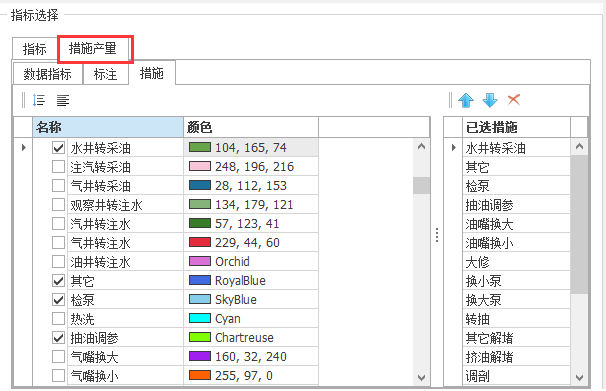 指标选择
指标 措施产量
数据指标 标注 措施
名称 颜色 已选措施
水井转采油 104, 165, 74 水井转采油
注汽转采油 248, 196, 216 其它
气井转采油 28, 112, 153 检泵
观察井转注水 134, 179, 121 抽油调参
汽井转注水 57, 123, 41 油嘴换大
气井转注水 229, 44, 60 油嘴换小
油井转注水 Orchid 大修
其它 RoyalBlue 换小泵
检泵 SkyBlue 换大泵
热洗 Cyan 转抽
抽油调参 Chartreuse 其它解堵
气嘴换大 160, 32, 240 挤油解堵
气嘴换小 255, 97, 0 调剖